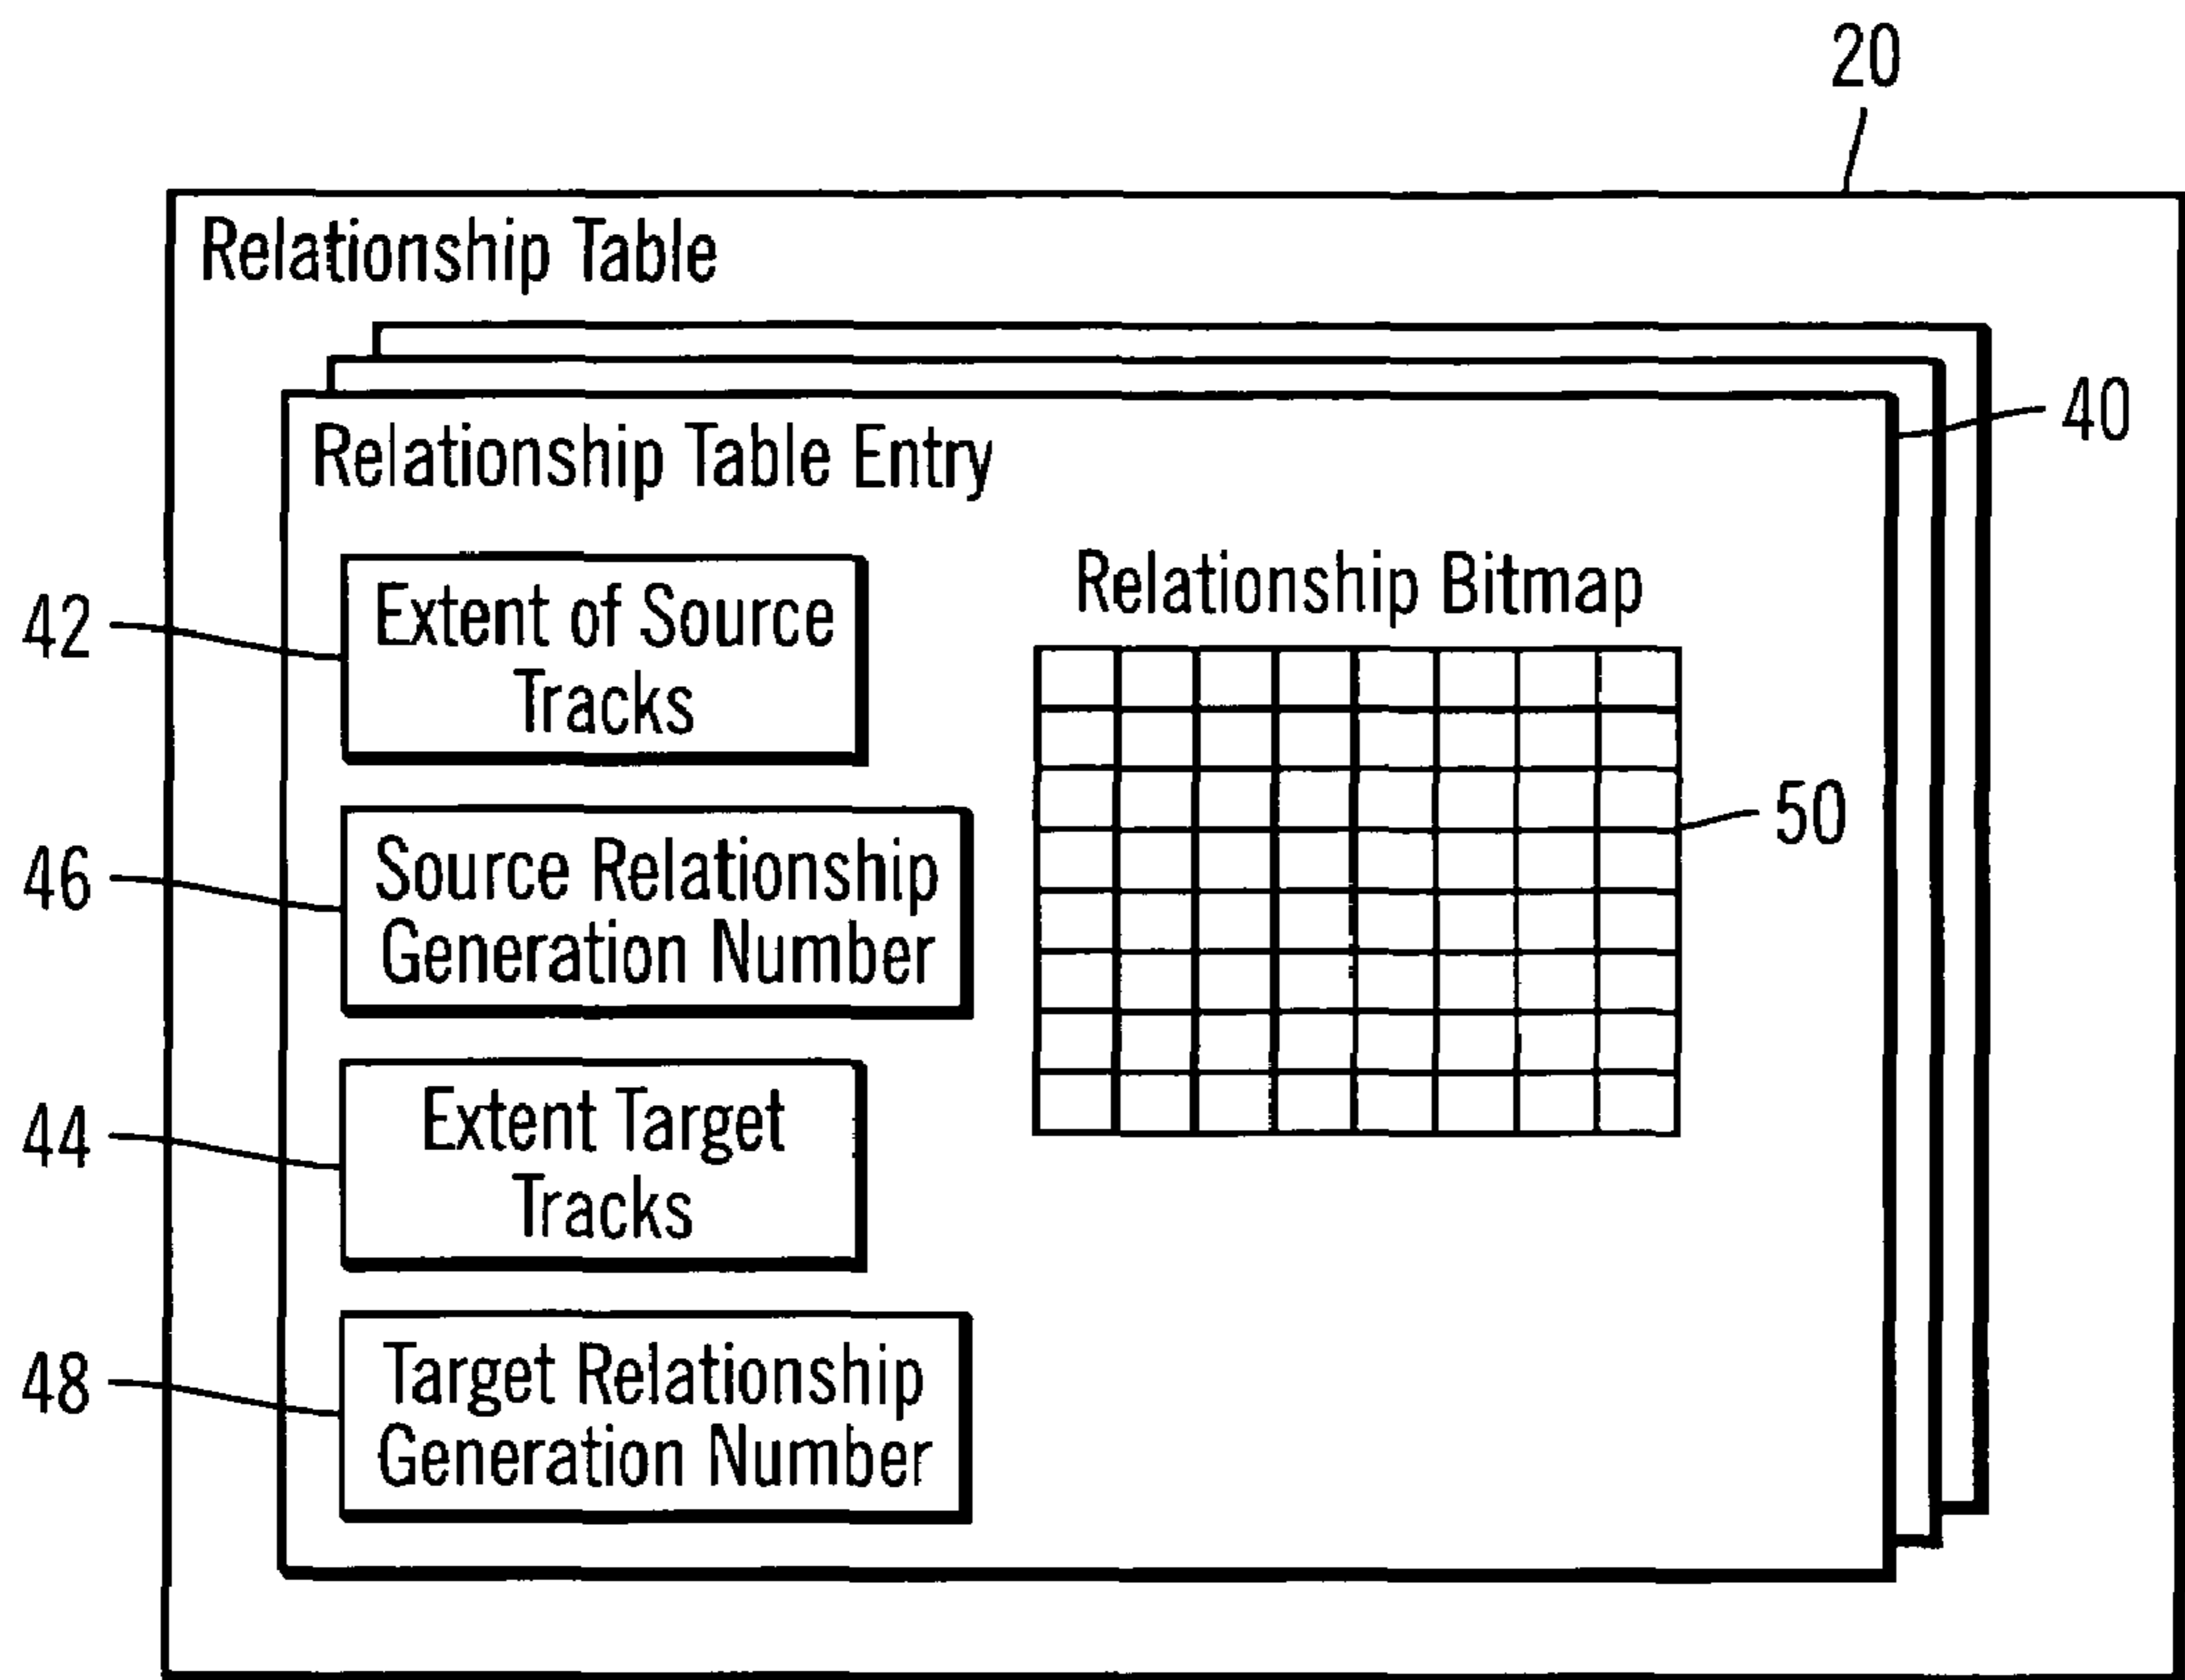 20
Relationship Table
40
Relationship Table Entry
42
Extent of Source
Tracks
Relationship Bitmap
50
46
Source Relationship
Generation Number
44
Extent Target
Tracks
48
Target Relationship
Generation Number